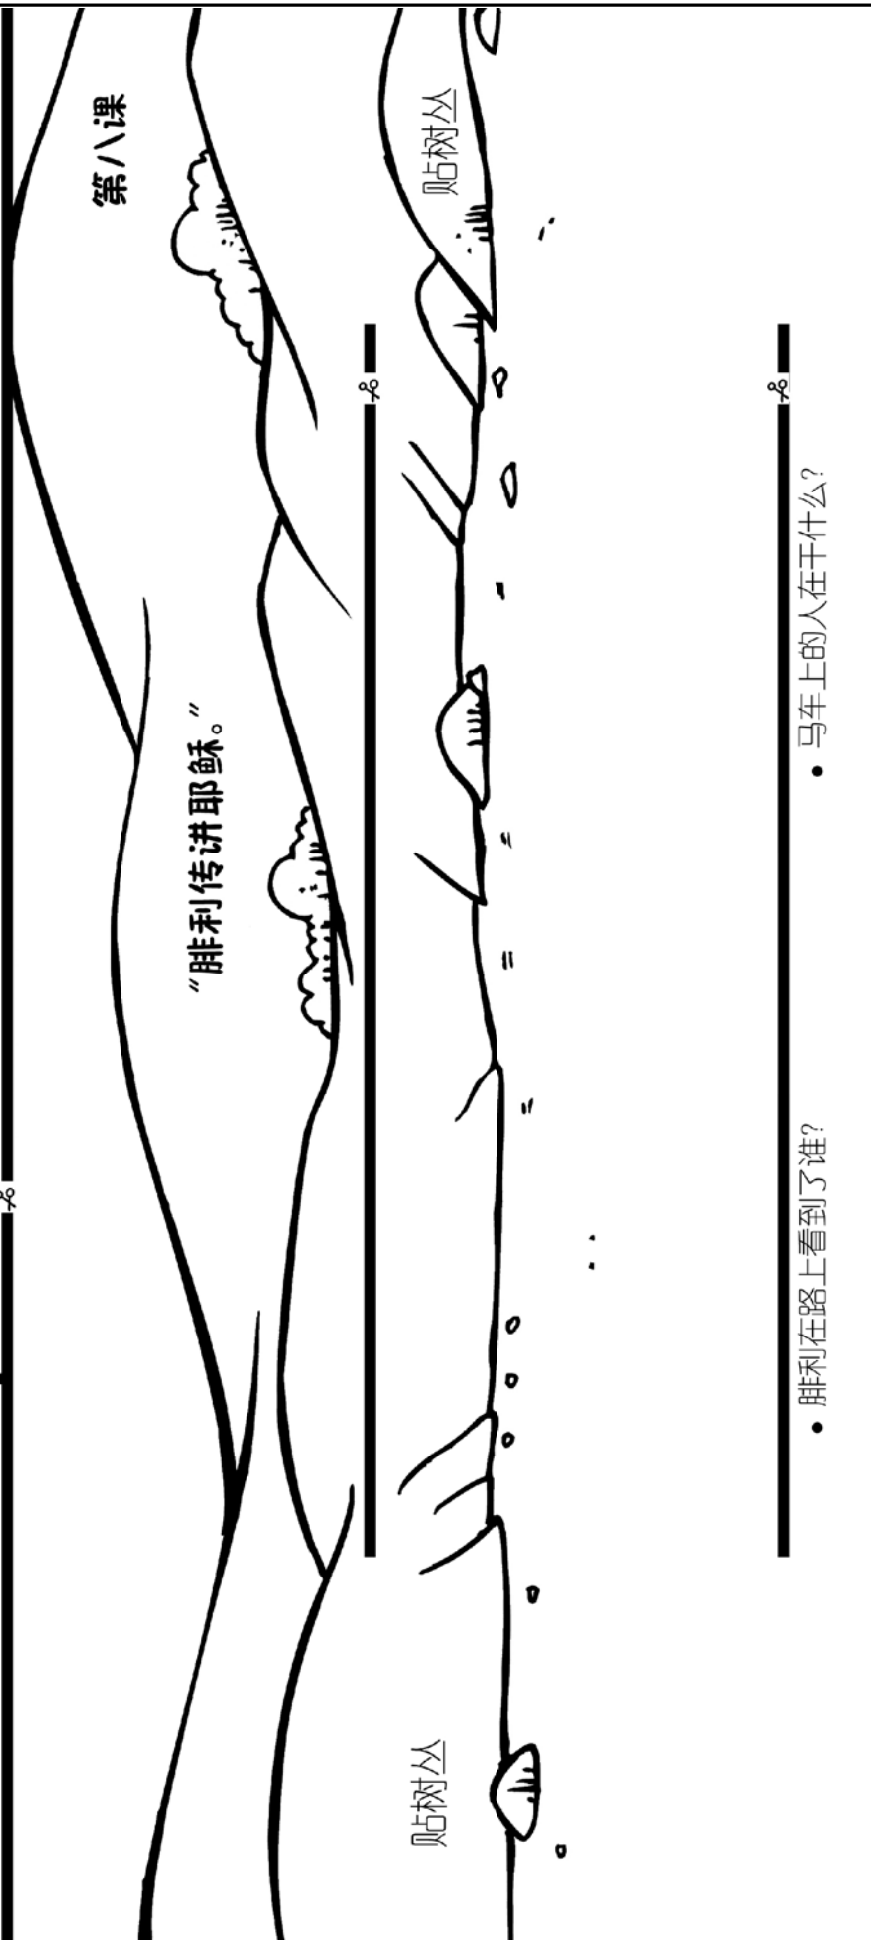 第八课
“腓利传讲耶稣。”
贴树丛
贴树丛
• 腓利在路上看到了谁?
• 马车上的人在干什么?